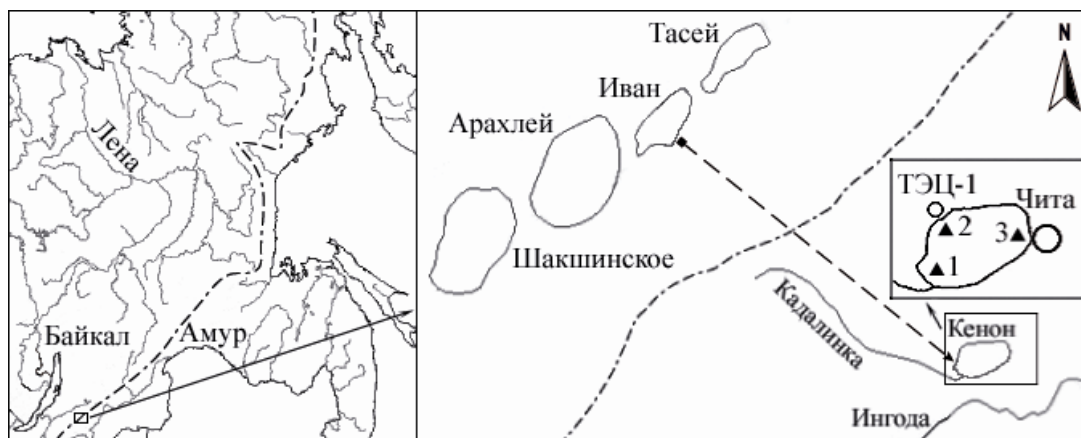 Лена
Байкал
Амур
Тасей
Иван
Арахлей
Шакшинское
N
ТЭЦ-1
Чита
2
3
1
Кадалинка
Кенон
Ингода